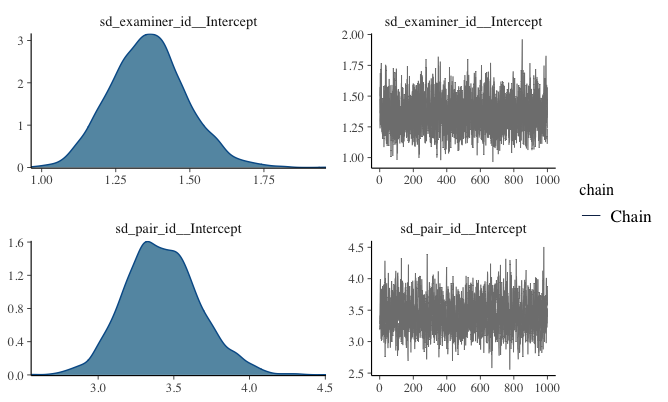 sd_examiner_id__Intercept
3
2
1
0
1.00 1.25 1.50 1.75
sd_examiner_id__Intercept
2.00
1.75
1.50
1.25
1.00
0 200 400 600 800 1000
sd_pair_id__Intercept
1.6
1.2
0.8
0.4
0.0
3.0 3.5 4.0 4.5
sd_pair_id__Intercept
4.5
4.0
3.5
3.0
2.5
0 200 400 600 800 1000
chain
Chain